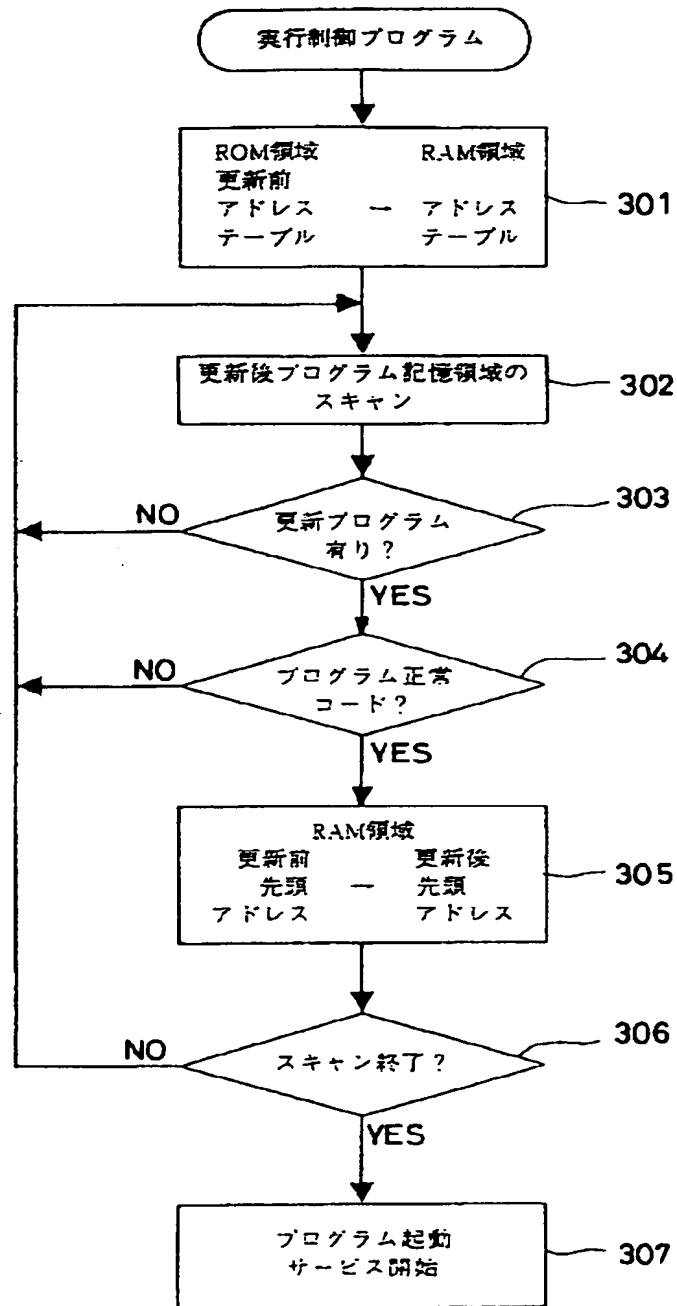 実行制御プログラム
ROM領域 RAM領域
更新前
アドレス → アドレス
テーブル テーブル
301
更新後プログラム記憶領域の
スキャン
302
303
NO
更新プログラム
有り?
YES
304
NO
プログラム正常
コード?
YES
RAM領域
更新前 更新後
先頭 — 先頭
アドレス アドレス
305
306
NO
スキャン終了?
YES
プログラム起動
サービス開始
307